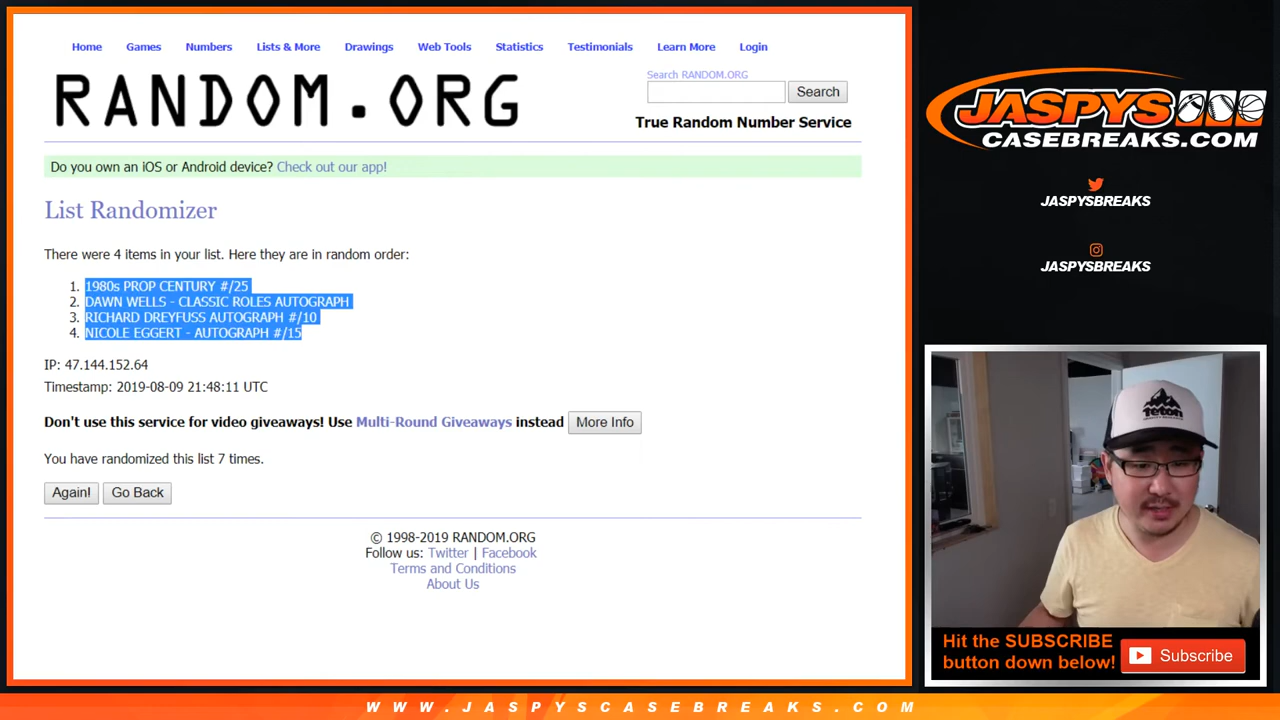 Home Games Numbers Lists & More Drawings Web Tools Statistics Testimonials Learn More Login
RANDOM.ORG
Search RANDOM.ORG
Search
True Random Number Service
Do you own an iOS or Android device? Check out our app!
List Randomizer
There were 4 items in your list. Here they are in random order:
1. 1980s PROP CENTURY #/25
2. DAWN WELLS - CLASSIC ROLES AUTOGRAPH
3. RICHARD DREYFUSS AUTOGRAPH #/10
4. NICOLE EGGERT - AUTOGRAPH #/15
IP: 47.144.152.64
Timestamp: 2019-08-09 21:48:11 UTC
Don't use this service for video giveaways! Use Multi-Round Giveaways instead More Info
You have randomized this list 7 times.
Again! Go Back
© 1998-2019 RANDOM.ORG
Follow us: Twitter | Facebook
Terms and Conditions
About Us
JASPYS
CASEBREAKS.COM
JASPYSBREAKS
JASPYSBREAKS
TETON
Hit the SUBSCRIBE
button down below!
Subscribe
WWW.JASPYSCASEBREAKS.COM